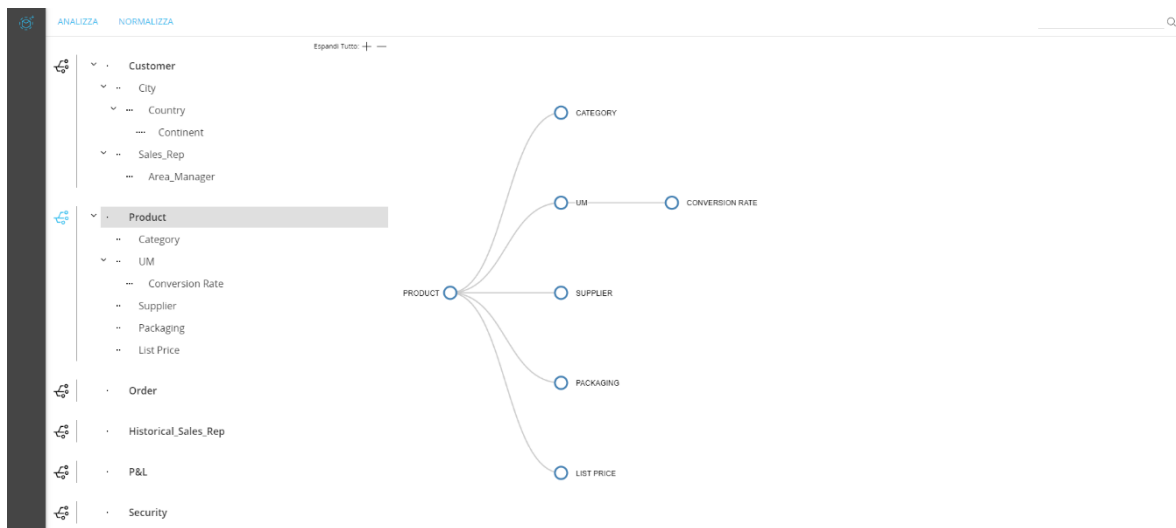 ANALIZZA NORMALIZZA
Espandi Tutto:
Customer
City
Country
Continent
Sales_Rep
Area_Manager
Product
Category
UM
Conversion Rate
Supplier
Packaging
List Price
Order
Historical_Sales_Rep
P&L
Security
CATEGORY
UM CONVERSION RATE
PRODUCT SUPPLIER
PACKAGING
LIST PRICE